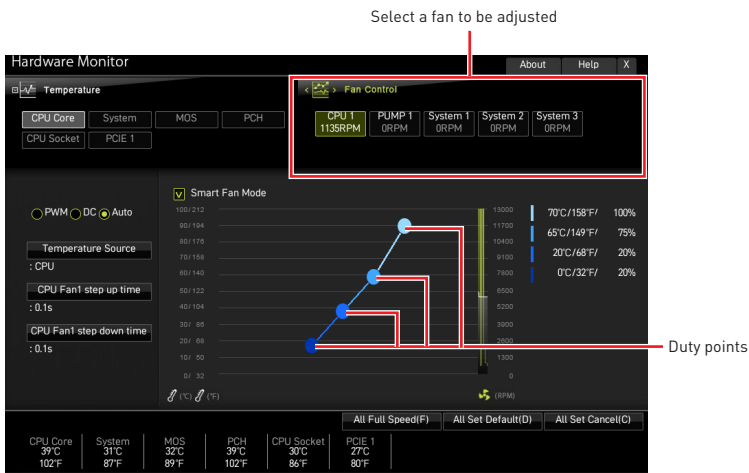 Select a fan to be adjusted
Hardware Monitor
About Help X
Temperature
Fan Control
CPU Core System MOS PCH
CPU Socket PCIE 1
CPU 1 PUMP 1 System 1 System 2 System 3
1135RPM 0RPM 0RPM 0RPM 0RPM
PWM DC Auto
Temperature Source
: CPU
CPU Fan1 step up time
: 0.1s
CPU Fan1 step down time
: 0.1s
V Smart Fan Mode
100/212 13000
90/194 11700
80/176 10400
70/158 9100
60/140 7800
50/122 6500
40/104 5200
30/ 86 3900
20/ 68 2600
10/ 50 1300
0/ 32 0
(°C) (°F) (RPM)
70°C/158°F/ 100%
65°C/149°F/ 75%
20°C/68°F/ 20%
0°C/32°F/ 20%
Duty points
All Full Speed(F) All Set Default(D) All Set Cancel(C)
CPU Core System MOS PCH CPU Socket PCIE 1
39°C 31°C 32°C 39°C 30°C 27°C
102°F 87°F 89°F 102°F 86°F 80°F